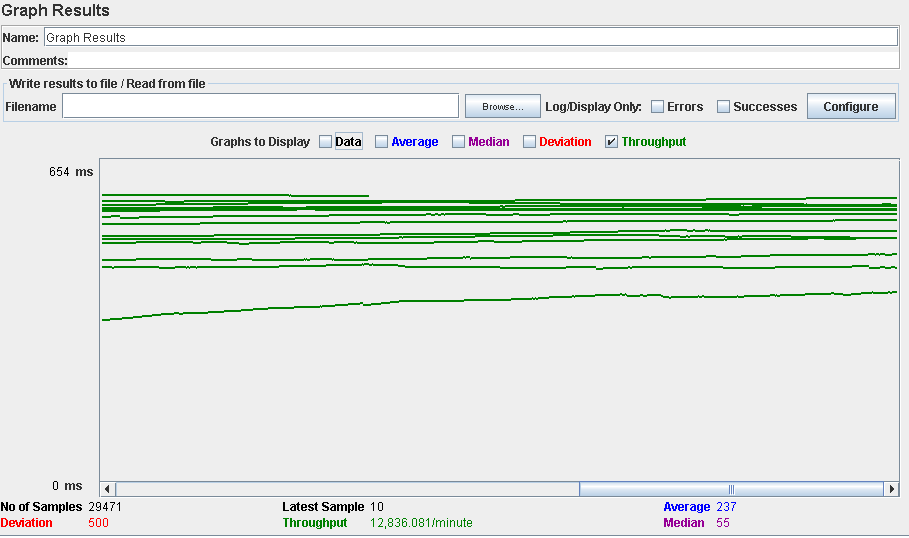 Graph Results
Name: Graph Results
Comments:
Write results to file / Read from file
Filename Browse... Log/Display Only: Errors Successes Configure
Graphs to Display Data Average Median Deviation Throughput
654 ms
0 ms
No of Samples 29471 Latest Sample 10 Average 237
Deviation 500 Throughput 12,836.081/minute Median 55